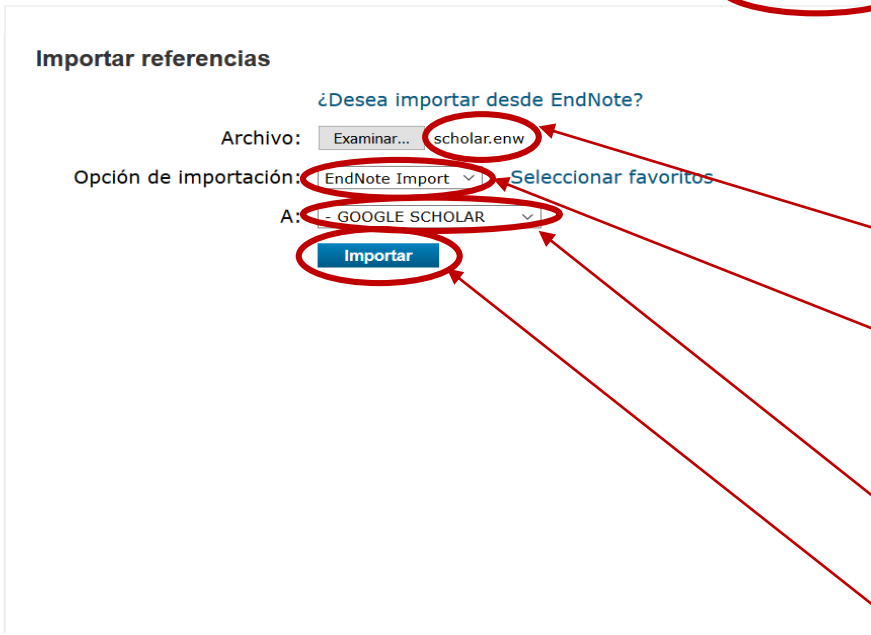 Importar referencias
¿Desea importar desde EndNote?
Archivo: Examinar... scholar.enw
Opción de importación: EndNote Import Seleccionar favoritos
A: - GOOGLE SCHOLAR
Importar